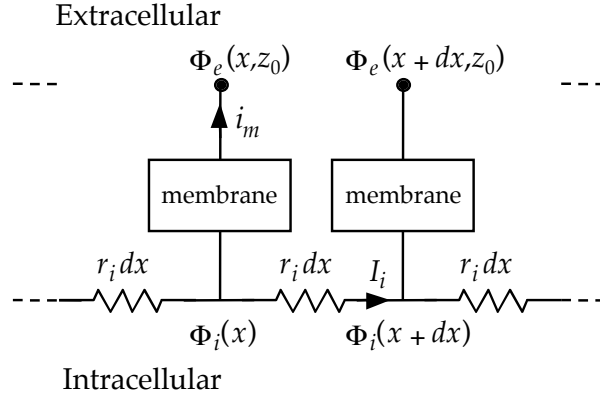 Extracellular
Φₑ(x,z₀) Φₑ(x + dx,z₀)
iₘ
membrane membrane
rᵢ dx rᵢ dx Iᵢ rᵢ dx
Φᵢ(x) Φᵢ(x + dx)
Intracellular